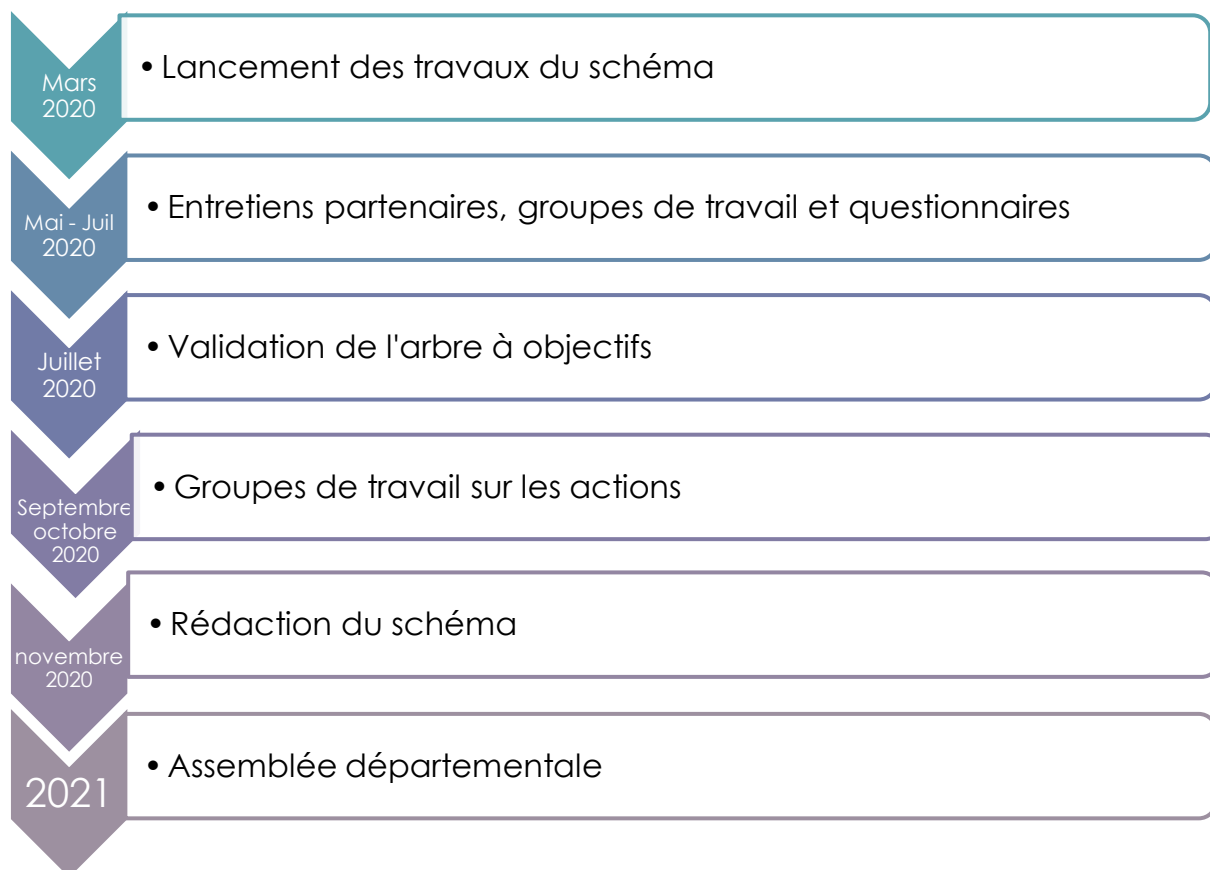 Mars
2020
• Lancement des travaux du schéma
Mai - Juil
2020
• Entretiens partenaires, groupes de travail et questionnaires
Juillet
2020
• Validation de l'arbre à objectifs
Septembre
octobre
2020
• Groupes de travail sur les actions
novembre
2020
• Rédaction du schéma
2021
• Assemblée départementale